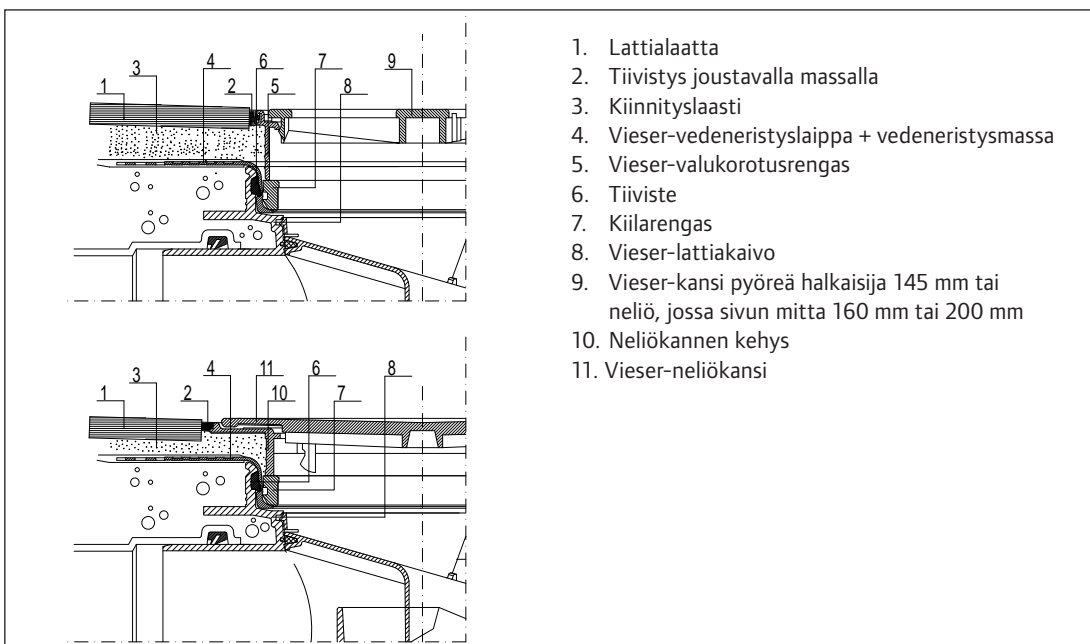 4 6 7 9
3 2 5 8
1
1. Lattialaatta
2. Tiivistys joustavalla massalla
3. Kiinnityslaasti
4. Vieser-vedeneristyslaippa + vedeneristysmassa
5. Vieser-valukorotusrengas
6. Tiiviste
7. Kiilarengas
8. Vieser-lattiakaivo
9. Vieser-kansi pyöreä halkaisija 145 mm tai
neliö, jossa sivun mitta 160 mm tai 200 mm
10. Neliökannen kehys
11. Vieser-neliökansi
4 11 6 8
3 2 10 7
1